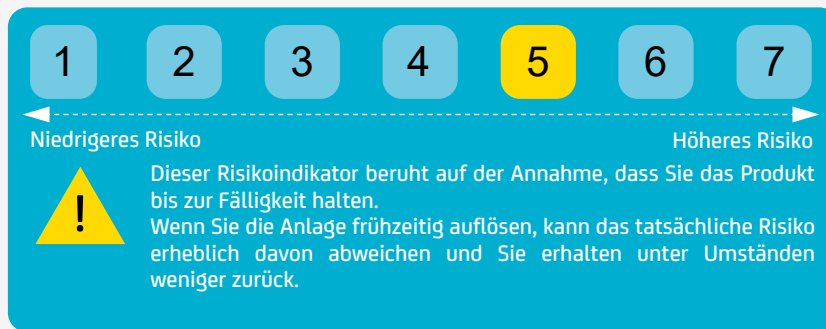 1 2 3 4 5 6 7
Niedrigeres Risiko Höheres Risiko
Dieser Risikoindikator beruht auf der Annahme, dass Sie das Produkt
bis zur Fälligkeit halten.
Wenn Sie die Anlage frühzeitig auflösen, kann das tatsächliche Risiko
erheblich davon abweichen und Sie erhalten unter Umständen
weniger zurück.
!